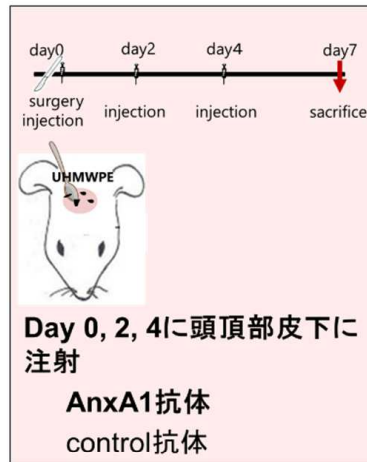 day0 day2 day4 day7
surgery
injection injection injection sacrifice
UHMWPE
Day 0, 2, 4に頭頂部皮下に
注射
AnxA1抗体
control抗体